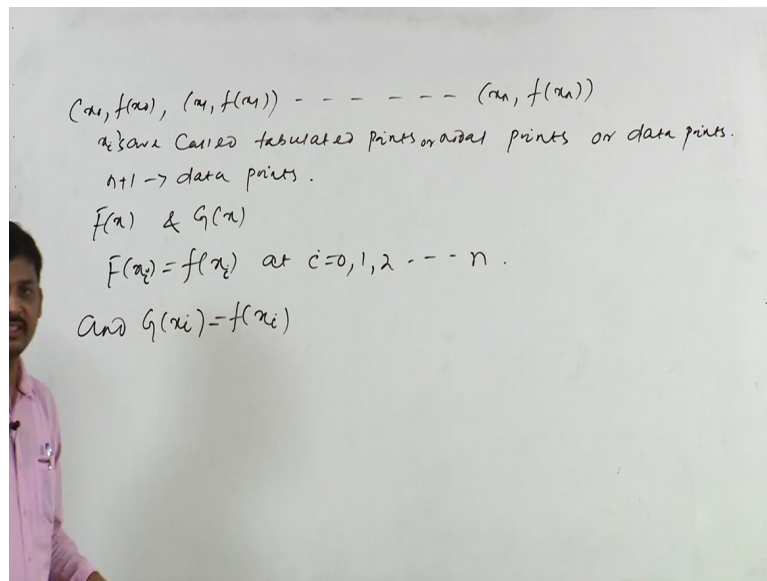 (x₀, f(x₀), (x₁, f(x₁)) - - - - - - - (xₙ, f(xₙ))
xᵢ's are called tabulated points or nodal points or data points.
n+1 → data points.
F(x) & G(x)
F(xᵢ) = f(xᵢ) at i=0,1,2 - - - n.
and G(xᵢ) = f(xᵢ)